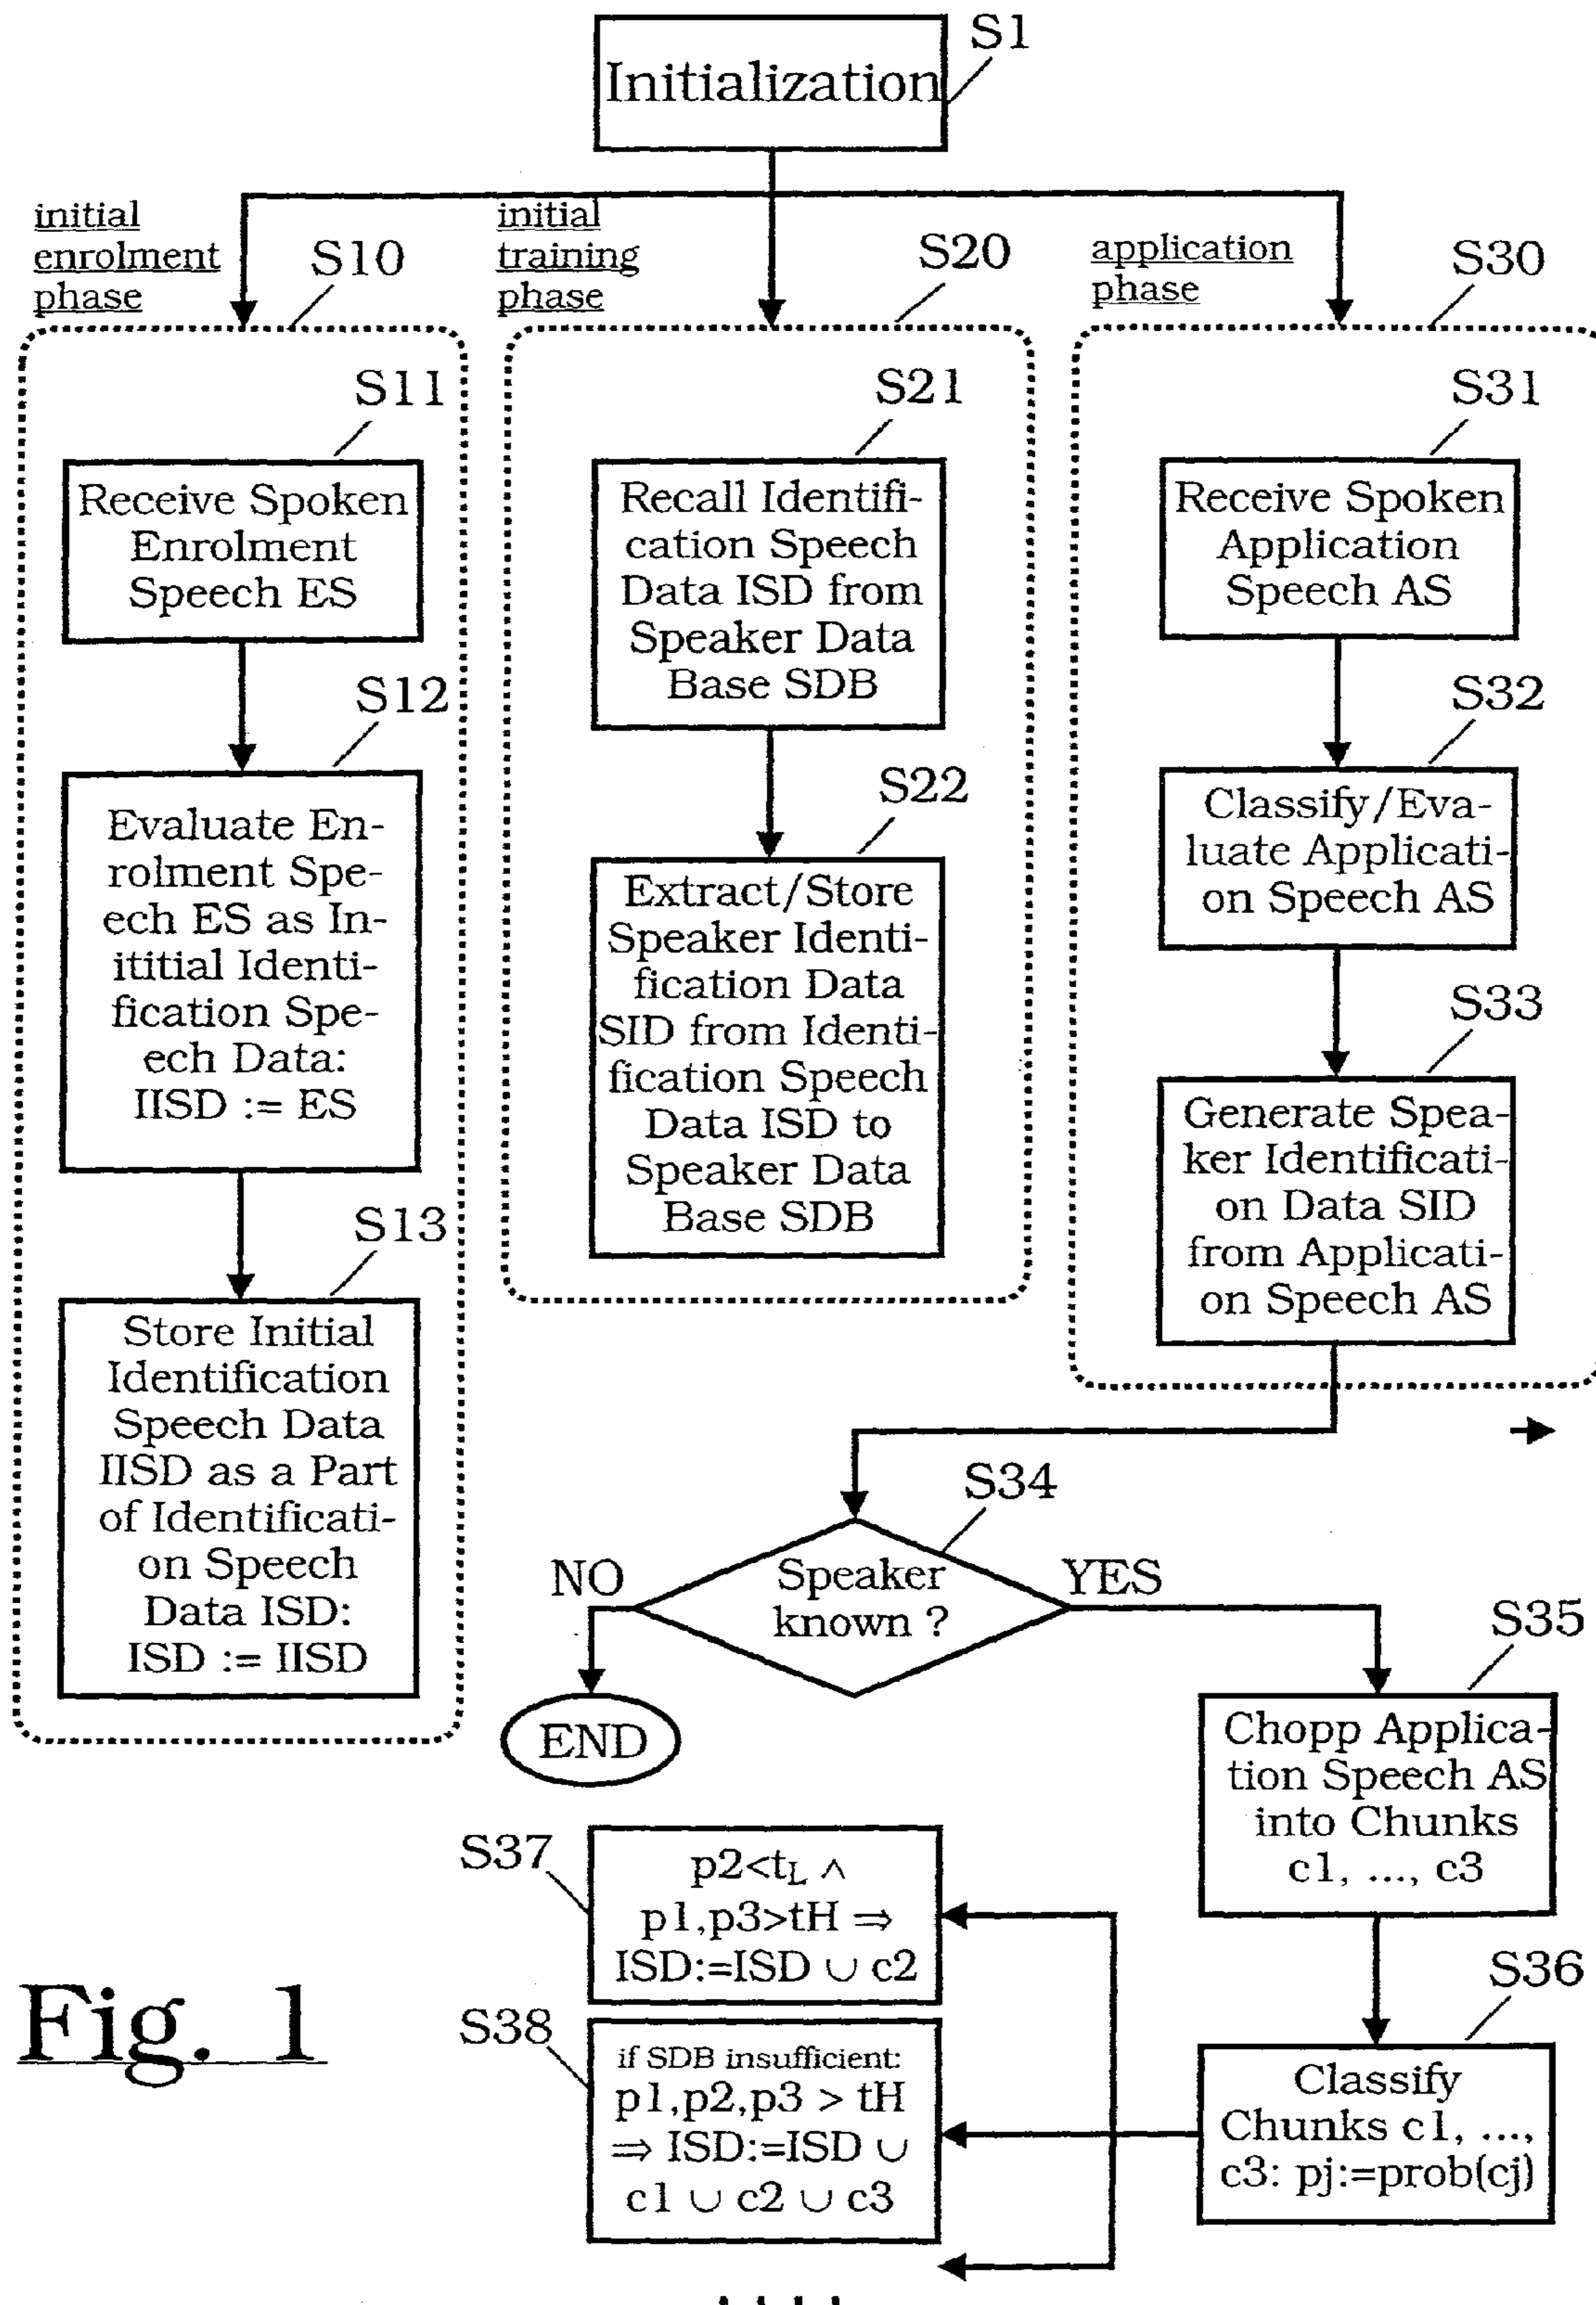 S1
Initialization
initial
enrolment
phase
S10
initial
training
phase
S20
application
phase
S30
S11
Receive Spoken
Enrolment
Speech ES
S12
Evaluate En-
rolment Spe-
ech ES as In-
ititial Identi-
fication Spe-
ech Data:
IISD := ES
S13
Store Initial
Identification
Speech Data
IISD as a Part
of Identificati-
on Speech
Data ISD:
ISD := IISD
S21
Recall Identifi-
cation Speech
Data ISD from
Speaker Data
Base SDB
S22
Extract/Store
Speaker Identi-
fication Data
SID from Identi-
fication Speech
Data ISD to
Speaker Data
Base SDB
S31
Receive Spoken
Application
Speech AS
S32
Classify/Eva-
luate Applicati-
on Speech AS
S33
Generate Spea-
ker Identificati-
on Data SID
from Applicati-
on Speech AS
S34
NO
Speaker
known ?
YES
END
S35
Chopp Applica-
tion Speech AS
into Chunks
c1, ..., c3
S36
Classify
Chunks c1, ...,
c3: pj:=prob(cj)
S37
p2<tL ∧
p1,p3>tH ⇒
ISD:=ISD ∪ c2
S38
if SDB insufficient:
p1,p2,p3 > tH
⇒ ISD:=ISD ∪
c1 ∪ c2 ∪ c3
Fig. 1